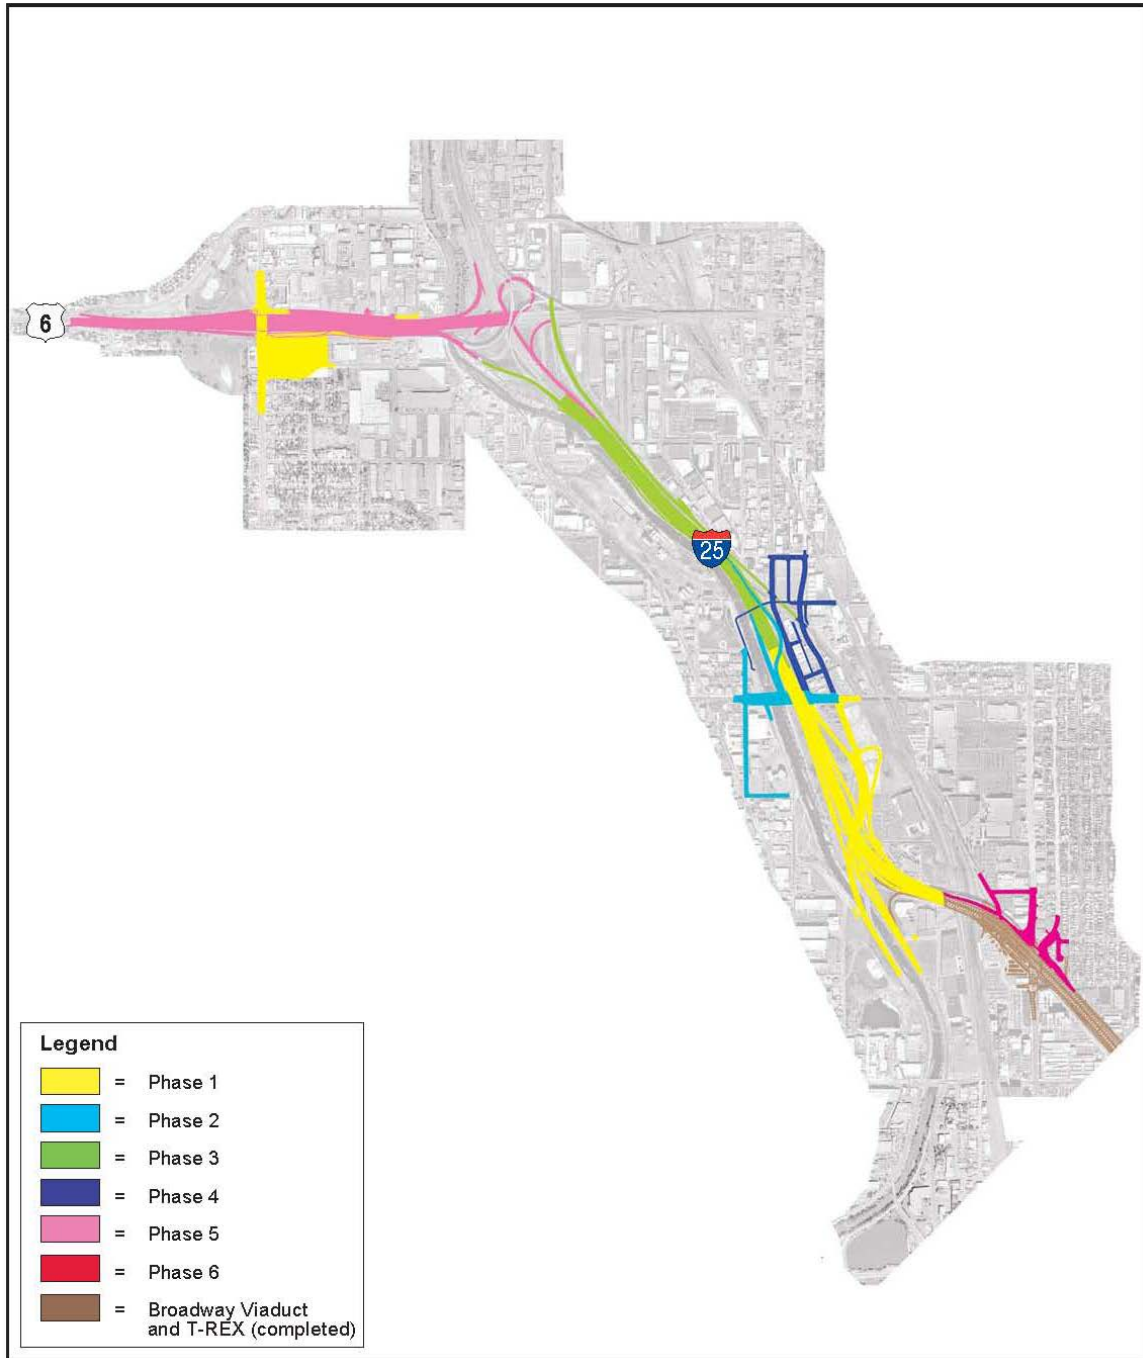 6
25
Legend
= Phase 1
= Phase 2
= Phase 3
= Phase 4
= Phase 5
= Phase 6
= Broadway Viaduct
and T-REX (completed)